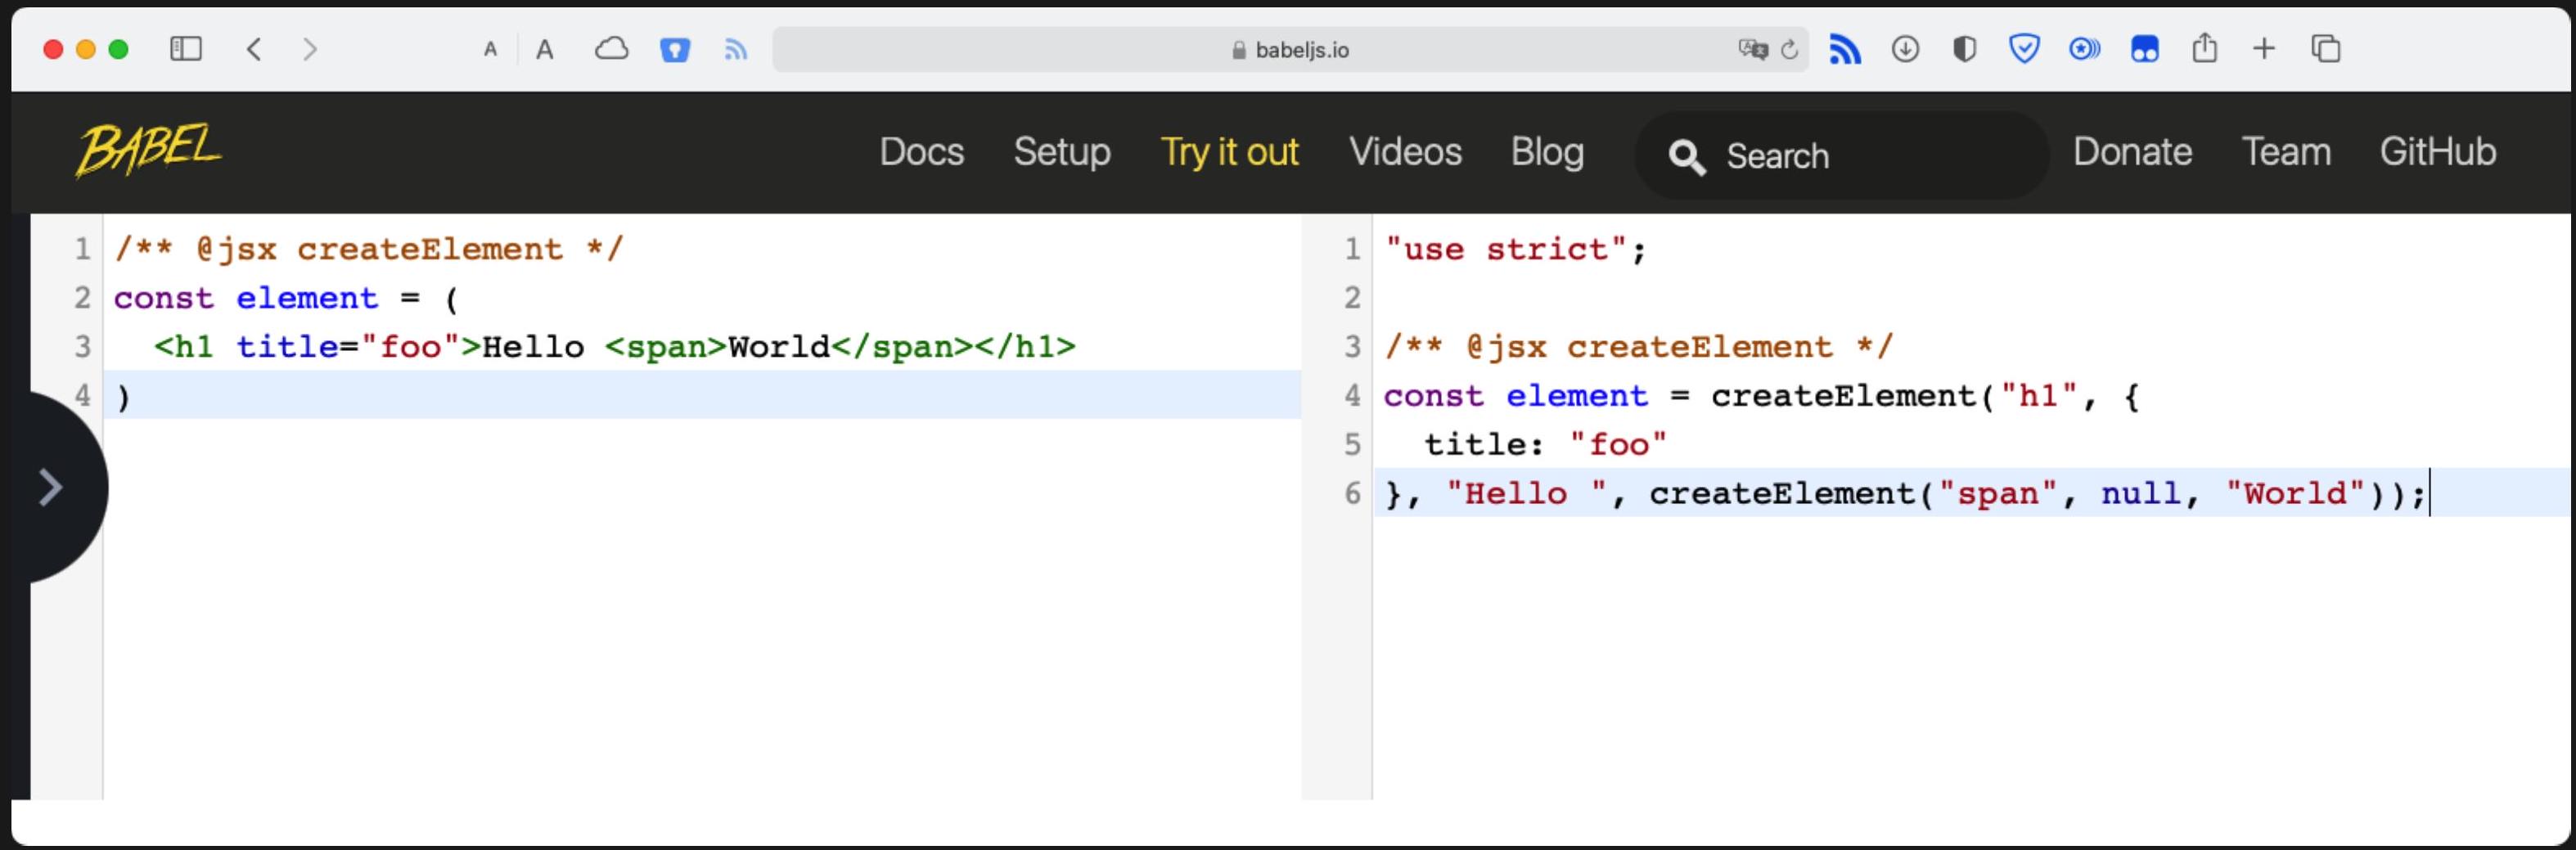 A A babeljs.io
BABEL Docs Setup Try it out Videos Blog Search Donate Team GitHub
1 /** @jsx createElement */
2 const element = (
3   <h1 title="foo">Hello <span>World</span></h1>
4 )
1 "use strict";
2
3 /** @jsx createElement */
4 const element = createElement("h1", {
5   title: "foo"
6 }, "Hello ", createElement("span", null, "World"));